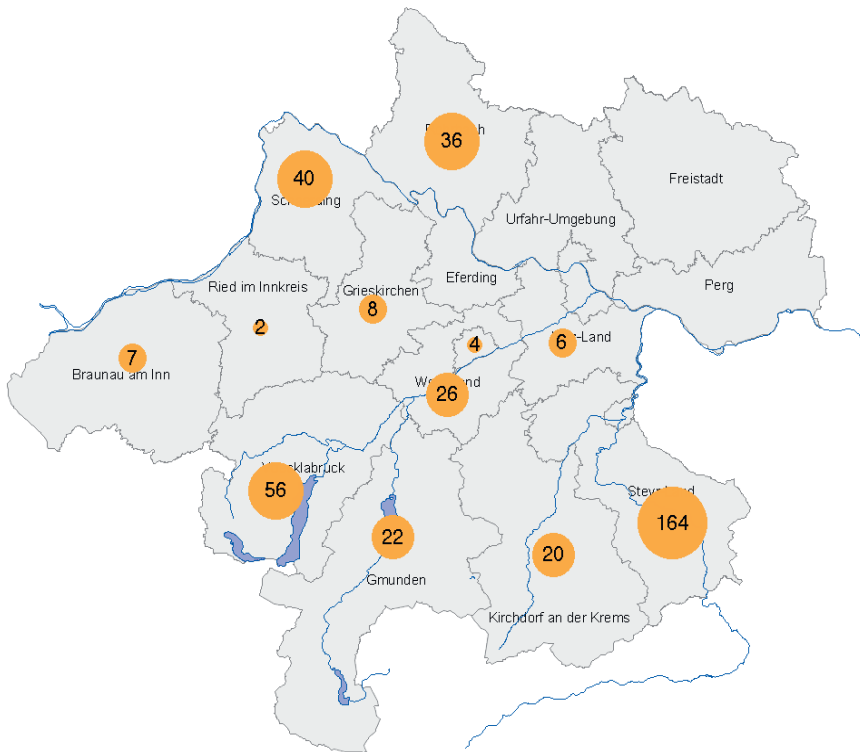 36
Freistadt
40
Urfahr-Umgebung
Eferding
Perg
Ried im Innkreis
Grieskirchen
8
2
4
6
7
Braunau am Inn
26
56
164
22
20
Gmunden
Kirchdorf an der Krems